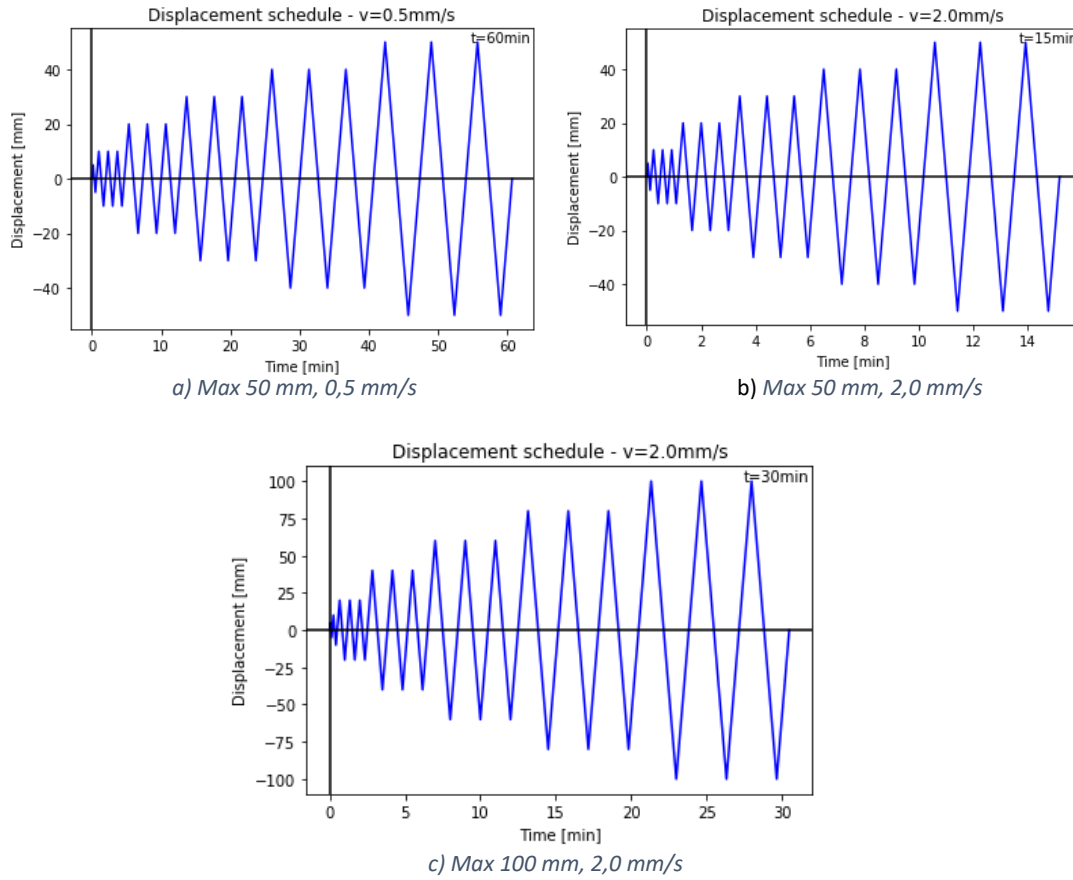 Displacement schedule - v=0.5mm/s
t=60min
40
20
0
−20
−40
Displacement [mm]
0 10 20 30 40 50 60
Time [min]
a) Max 50 mm, 0,5 mm/s
Displacement schedule - v=2.0mm/s
t=15min
40
20
0
−20
−40
Displacement [mm]
0 2 4 6 8 10 12 14
Time [min]
b) Max 50 mm, 2,0 mm/s
Displacement schedule - v=2.0mm/s
t=30min
100
75
50
25
0
−25
−50
−75
−100
Displacement [mm]
0 5 10 15 20 25 30
Time [min]
c) Max 100 mm, 2,0 mm/s